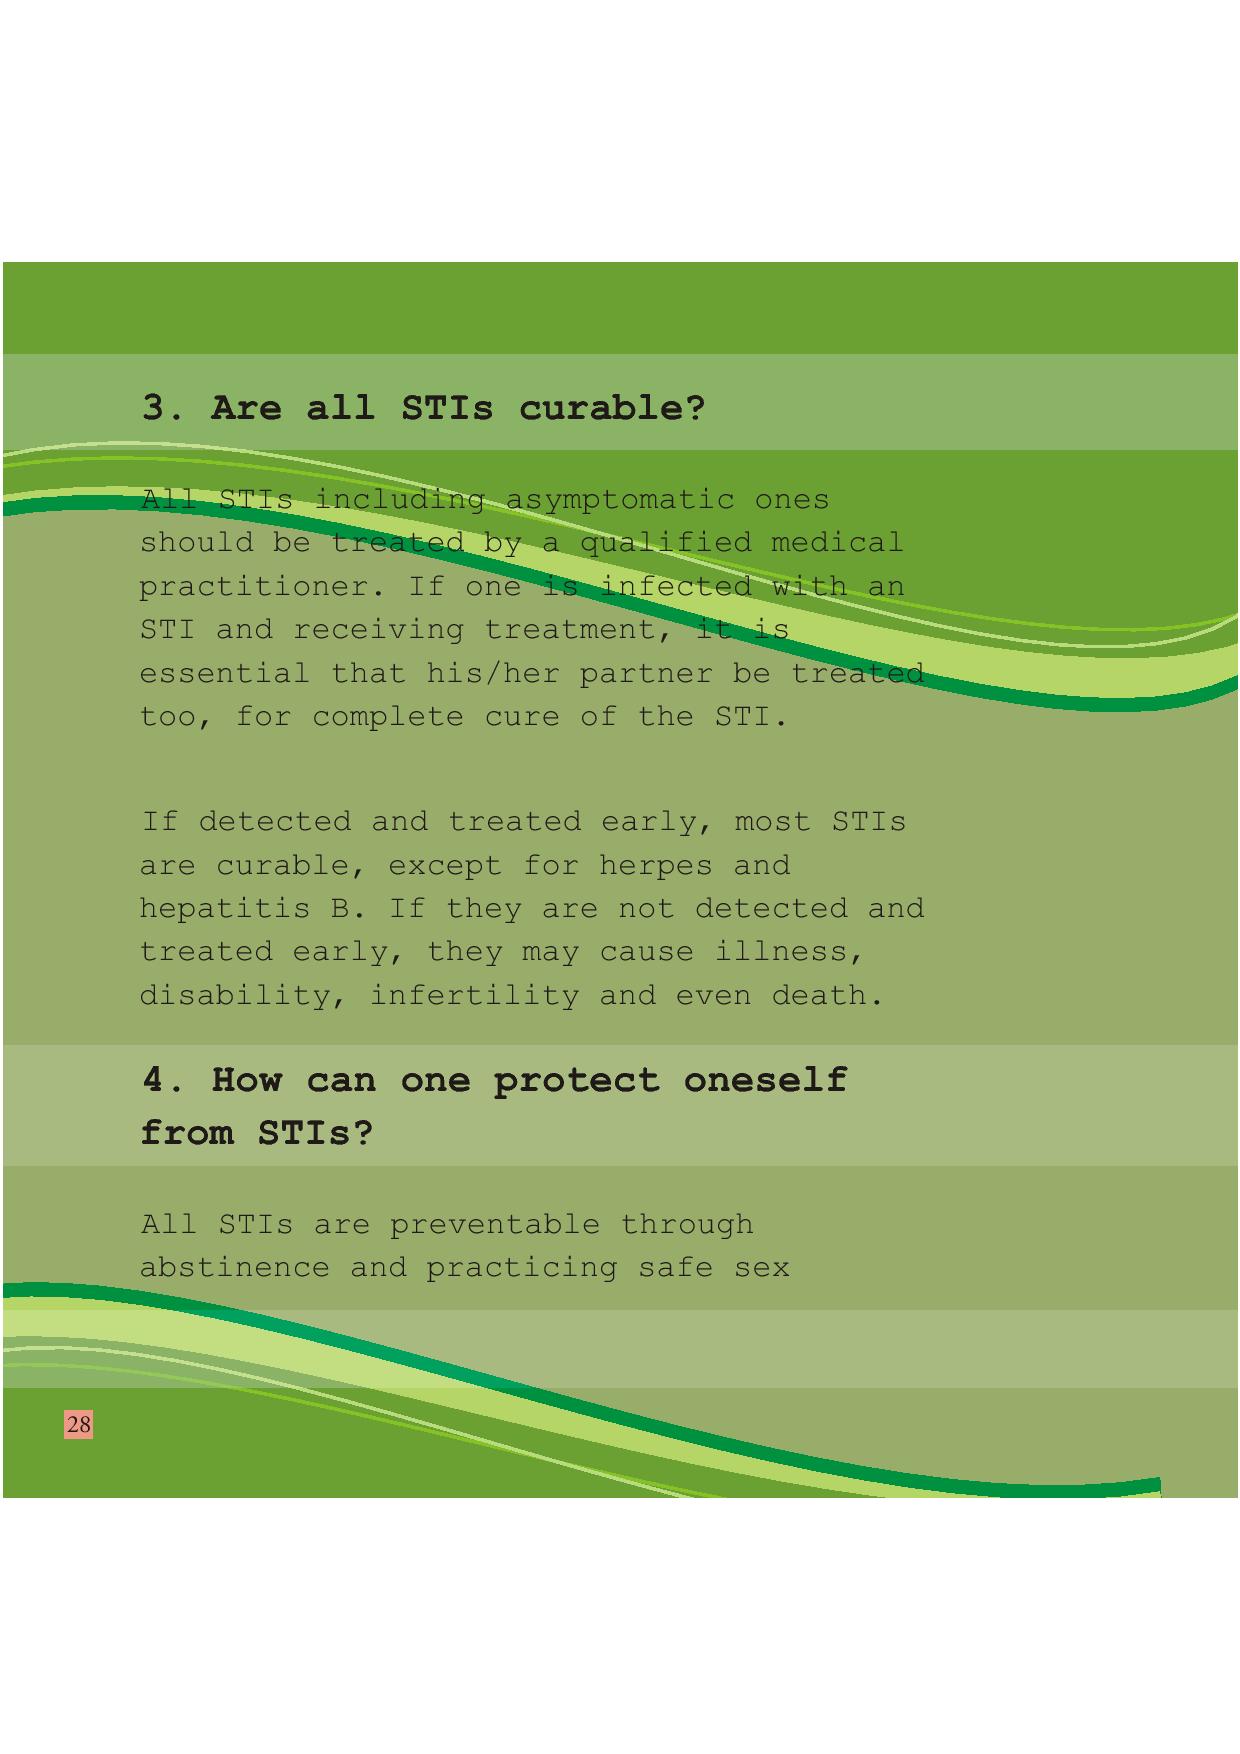 3. Are all STIs curable?
All STIs including asymptomatic ones
should be treated by a qualified medical
practitioner. If one is infected with an
STI and receiving treatment, it is
essential that his/her partner be treated
too, for complete cure of the STI.
If detected and treated early, most STIs
are curable, except for herpes and
hepatitis B. If they are not detected and
treated early, they may cause illness,
disability, infertility and even death.
4. How can one protect oneself
from STIs?
All STIs are preventable through
abstinence and practicing safe sex
28